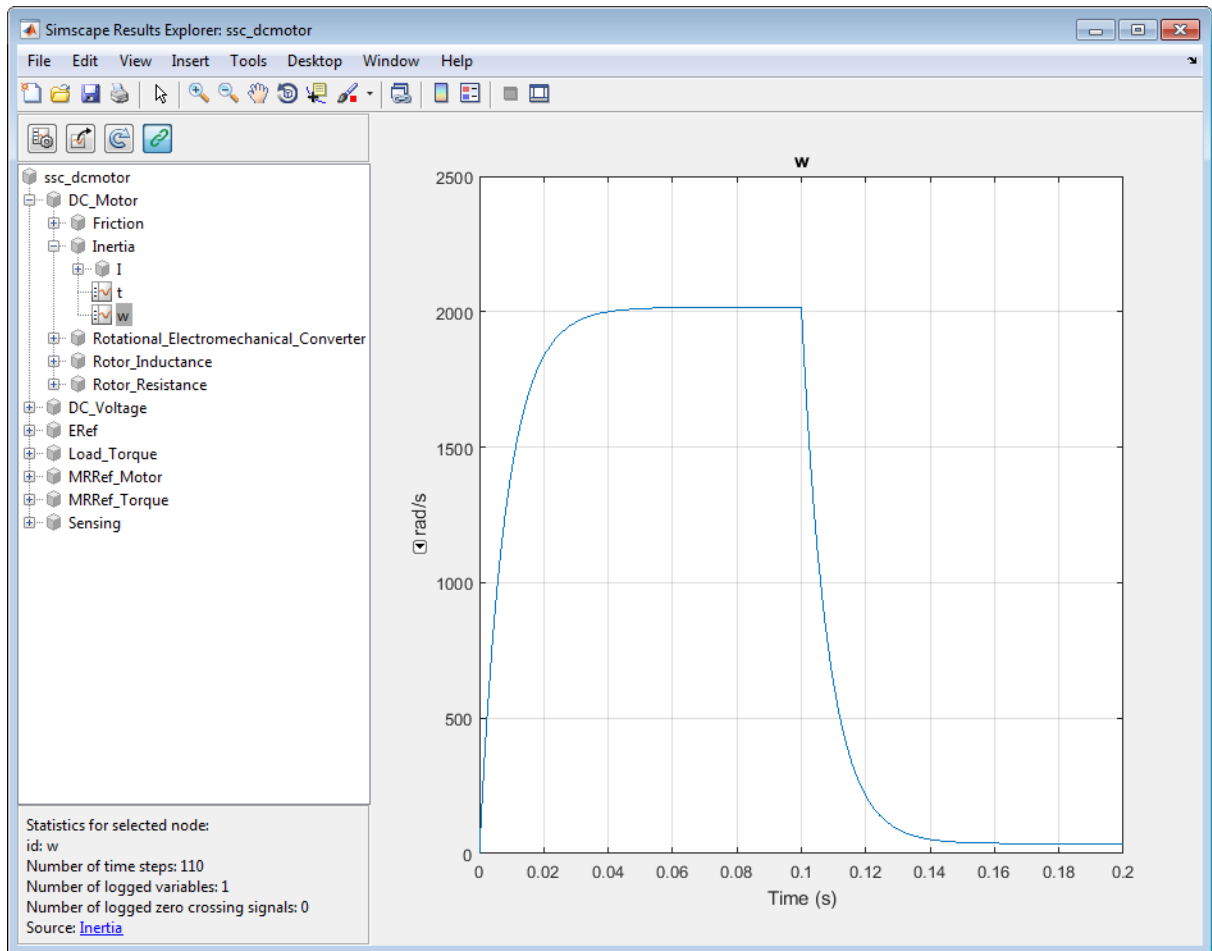 Simscape Results Explorer: ssc_dcmotor
File Edit View Insert Tools Desktop Window Help
ssc_dcmotor
DC_Motor
Friction
Inertia
I
t
w
Rotational_Electromechanical_Converter
Rotor_Inductance
Rotor_Resistance
DC_Voltage
ERef
Load_Torque
MRRef_Motor
MRRef_Torque
Sensing
Statistics for selected node:
id: w
Number of time steps: 110
Number of logged variables: 1
Number of logged zero crossing signals: 0
Source: Inertia
w
2500
2000
1500
1000
500
0
rad/s
0 0.02 0.04 0.06 0.08 0.1 0.12 0.14 0.16 0.18 0.2
Time (s)